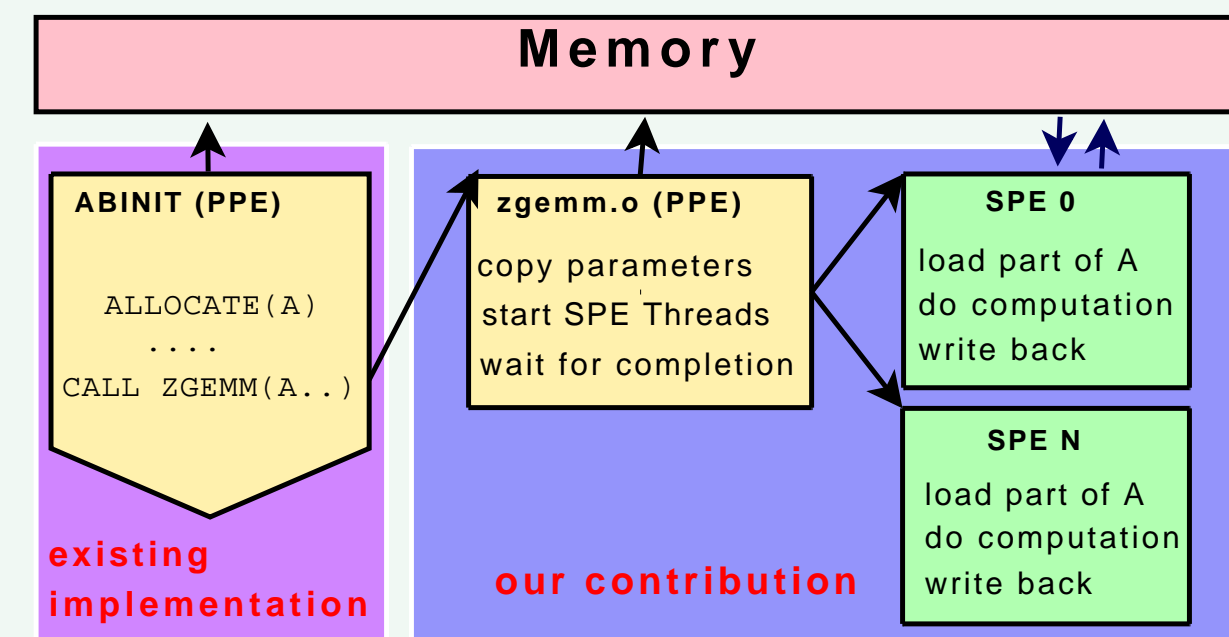 Memory
ABINIT (PPE)
ALLOCATE(A)
....
CALL ZGEMM(A..)
existing
implementation
zgemm.o (PPE)
copy parameters
start SPE Threads
wait for completion
our contribution
SPE 0
load part of A
do computation
write back
SPE N
load part of A
do computation
write back